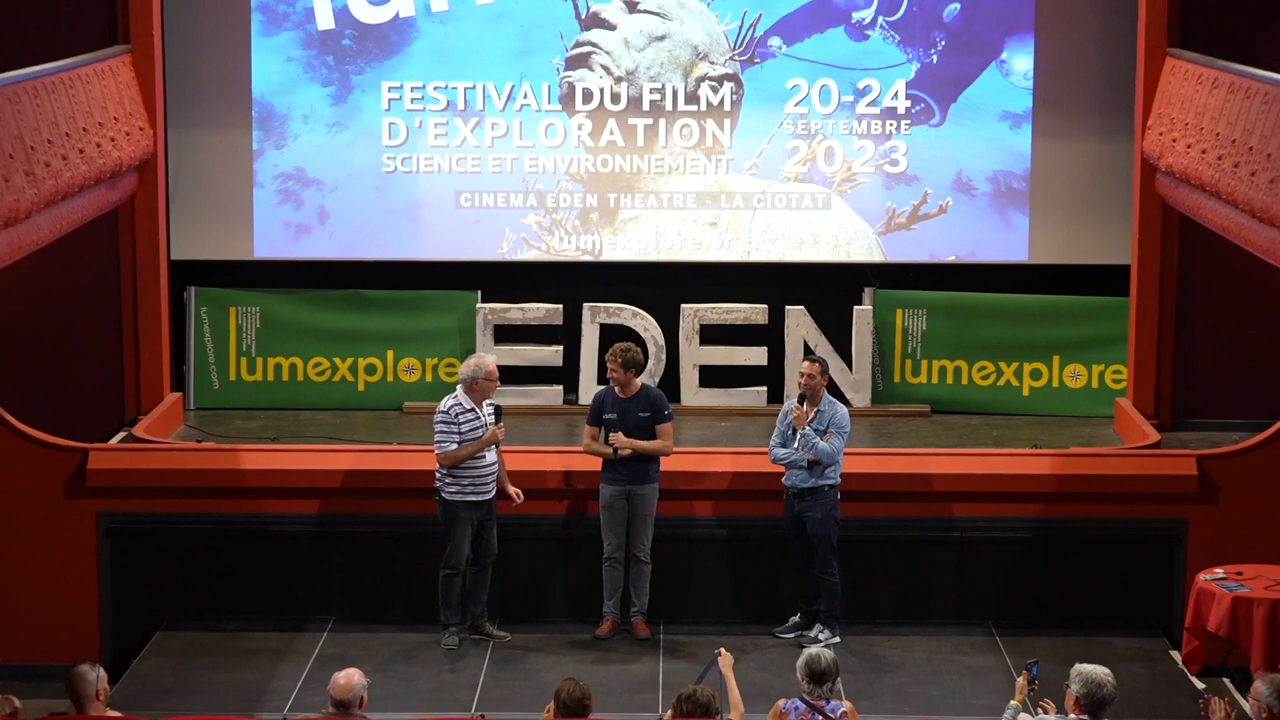 lum
FESTIVAL DU FILM
D'EXPLORATION
SCIENCE ET ENVIRONNEMENT
20-24
SEPTEMBRE
2023
CINEMA EDEN THEATRE - LA CIOTAT
lumexplore.fr
EDEN
lumexplore.com
lumexplore
lumexplore.com
lumexplore